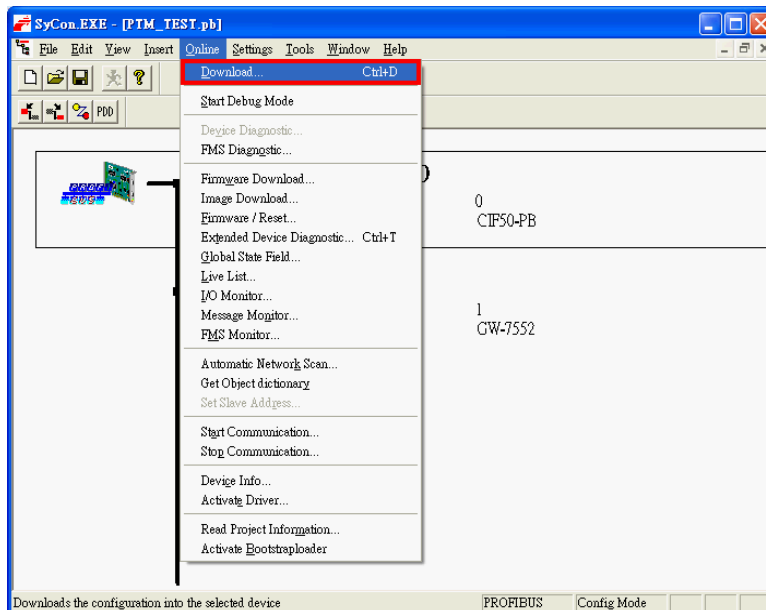 SyCon.EXE - [PTM_TEST.pb]
File Edit View Insert Online Settings Tools Window Help
Download... Ctrl+D
PDD
Start Debug Mode
Device Diagnostic...
FMS Diagnostic...
Firmware Download...
Image Download...
0
Firmware / Reset...
CIF50-PB
Extended Device Diagnostic... Ctrl+T
Global State Field...
Live List...
I/O Monitor...
1
Message Monitor...
GW-7552
FMS Monitor...
Automatic Network Scan...
Get Object dictionary
Set Slave Address...
Start Communication...
Stop Communication...
Device Info...
Activate Driver...
Read Project Information...
Activate Bootstraploader
Downloads the configuration into the selected device PROFIBUS Config Mode